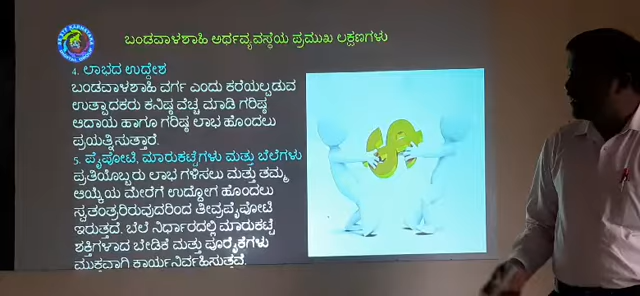 ಬಂಡವಾಳಶಾಹಿ ಅರ್ಥವ್ಯವಸ್ಥೆಯ ಪ್ರಮುಖ ಲಕ್ಷಣಗಳು
4. ಲಾಭದ ಉದ್ದೇಶ
ಬಂಡವಾಳಶಾಹಿ ವರ್ಗ ಎಂದು ಕರೆಯಲ್ಪಡುವ
ಉತ್ಪಾದಕರು ಕನಿಷ್ಠ ವೆಚ್ಚ ಮಾಡಿ ಗರಿಷ್ಠ
ಆದಾಯ ಹಾಗೂ ಗರಿಷ್ಠ ಲಾಭ ಹೊಂದಲು
ಪ್ರಯತ್ನಿಸುತ್ತಾರೆ.
5. ಪೈಪೋಟಿ, ಮಾರುಕಟ್ಟೆಗಳು ಮತ್ತು ಬೆಲೆಗಳು
ಪ್ರತಿಯೊಬ್ಬರು ಲಾಭ ಗಳಿಸಲು ಮತ್ತು ತಮ್ಮ
ಆಯ್ಕೆಯ ಮೇರೆಗೆ ಉದ್ಯೋಗ ಹೊಂದಲು
ಸ್ವತಂತ್ರರಿರುವುದರಿಂದ ತೀವ್ರಪೈಪೋಟಿ
ಇರುತ್ತದೆ. ಬೆಲೆ ನಿರ್ಧಾರದಲ್ಲಿ ಮಾರುಕಟ್ಟೆ
ಶಕ್ತಿಗಳಾದ ಬೇಡಿಕೆ ಮತ್ತು ಪೂರೈಕೆಗಳು
ಮುಕ್ತವಾಗಿ ಕಾರ್ಯನಿರ್ವಹಿಸುತ್ತವೆ.